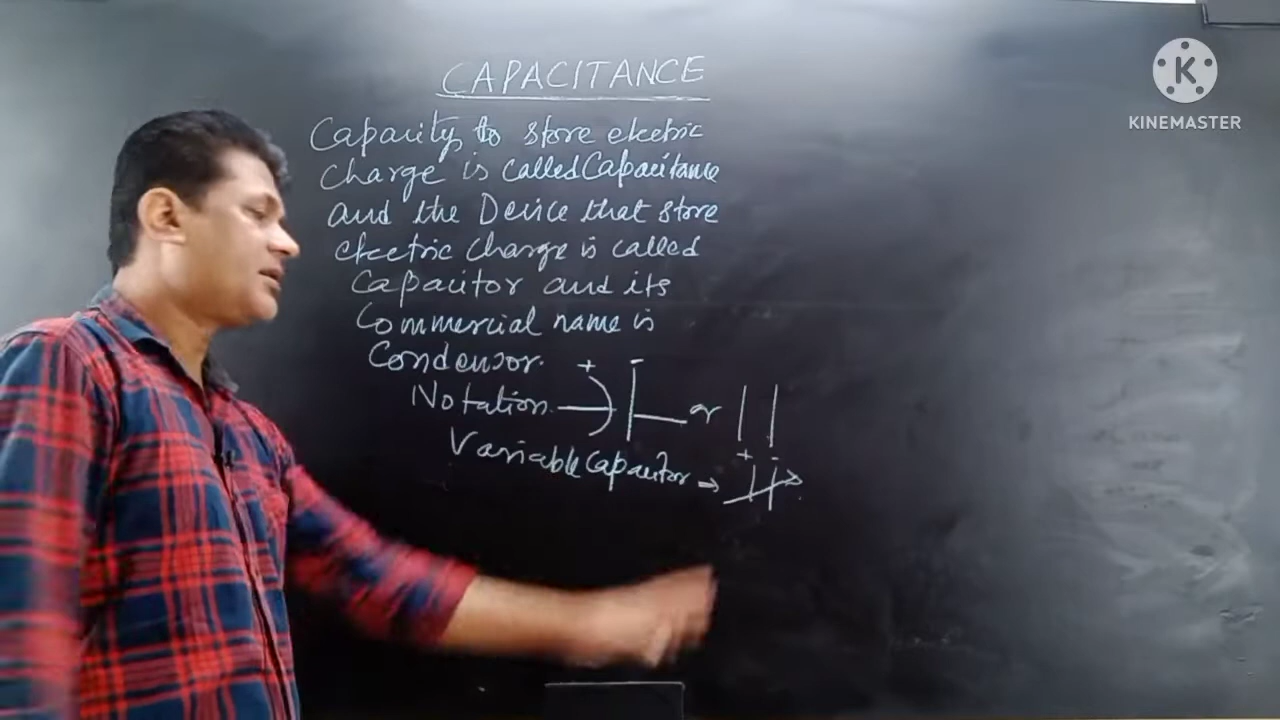 CAPACITANCE
Capacity to store electric
charge is called Capacitance
and the Device that store
electric charge is called
Capacitor and its
Commercial name is
Condensor.
Notation + - or
+ -
Variable Capacitor →
K
KINEMASTER